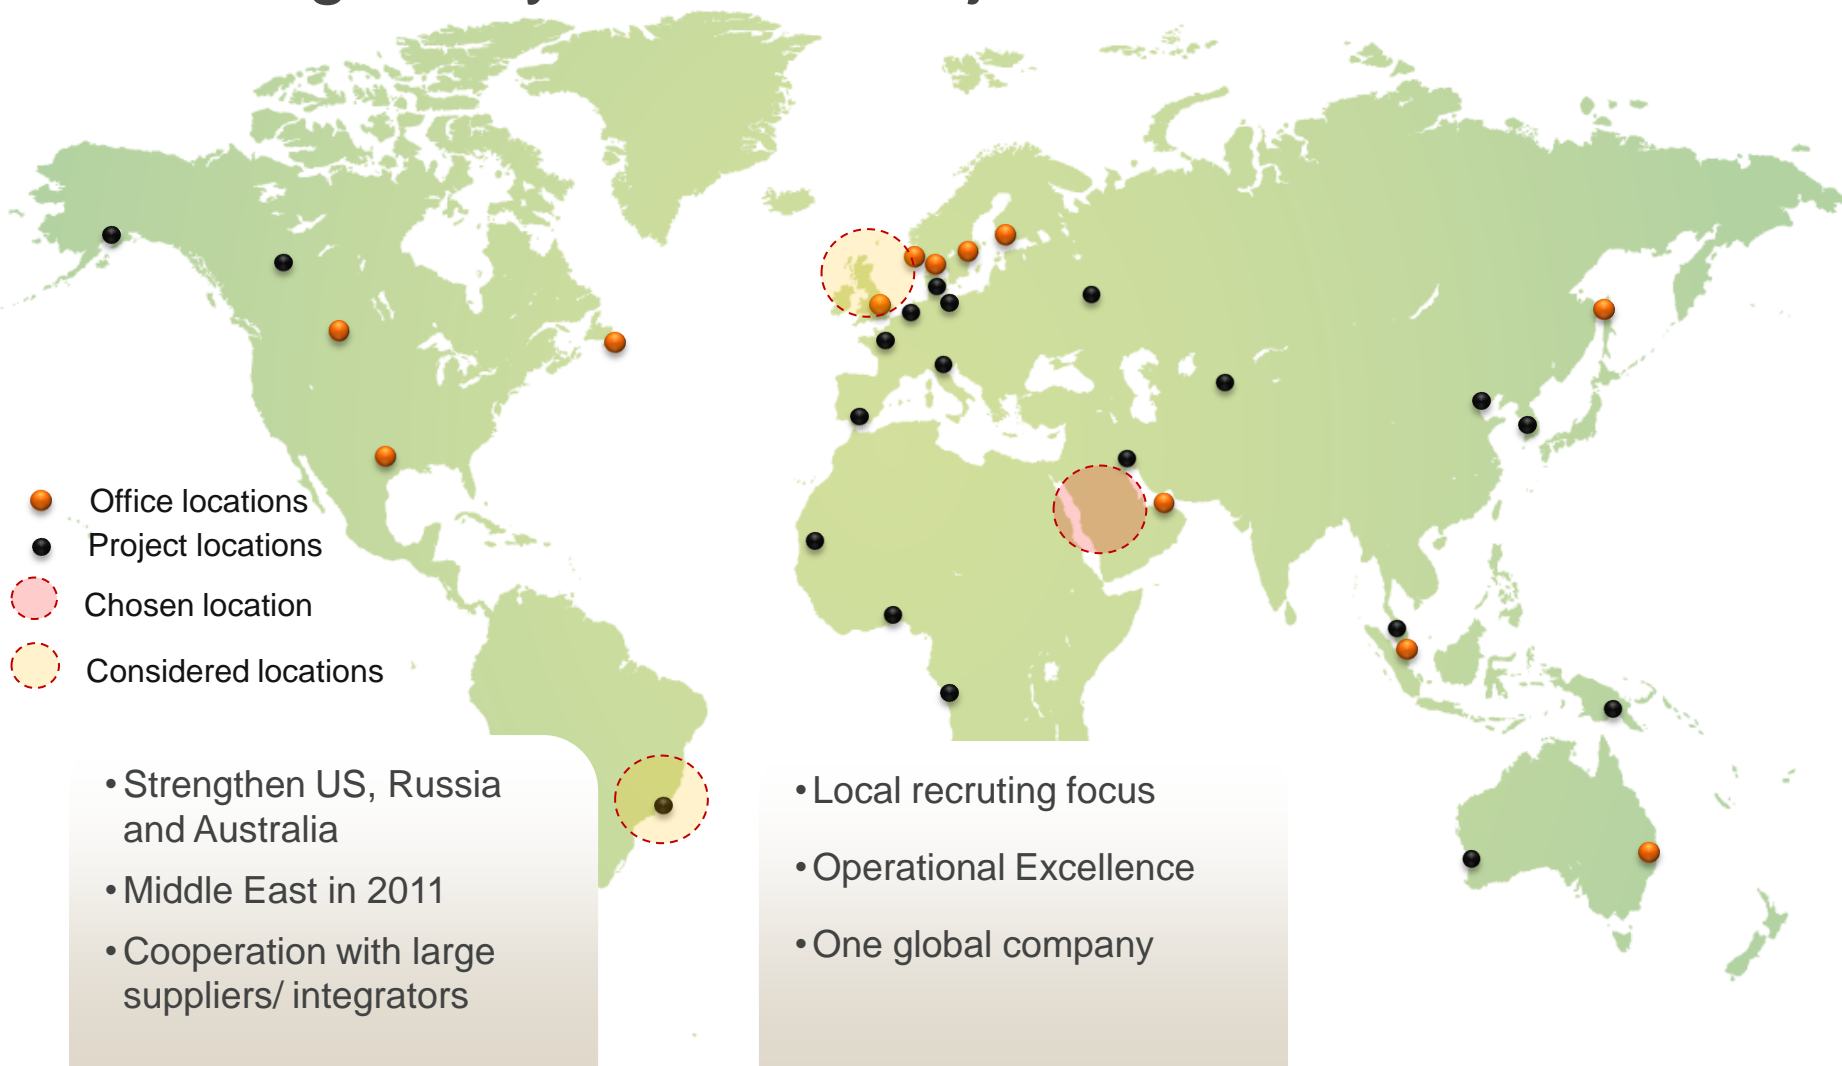 Office locations
Project locations
Chosen location
Considered locations
• Strengthen US, Russia
and Australia
• Middle East in 2011
• Cooperation with large
suppliers/ integrators
• Local recruting focus
• Operational Excellence
• One global company